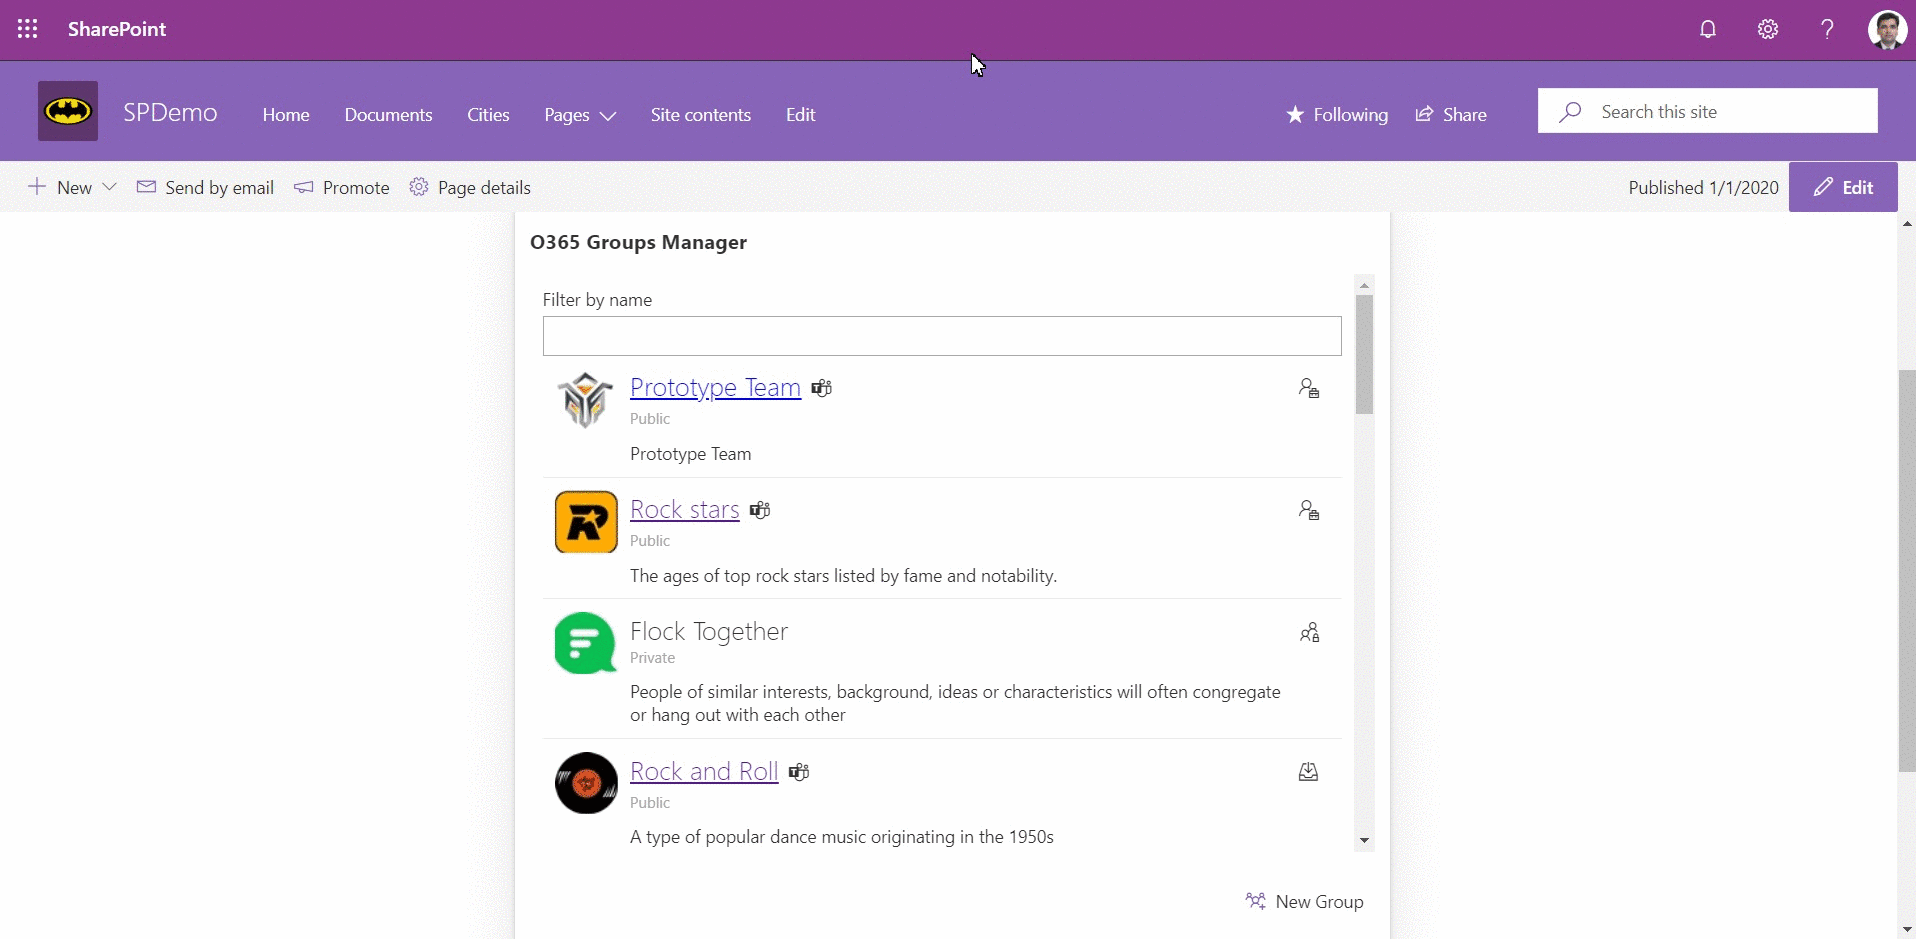 SharePoint
SPDemo
Home
Documents
Cities
Pages
Site contents
Edit
Following
Share
Search this site
New
Send by email
Promote
Page details
Published 1/1/2020
Edit
O365 Groups Manager
Filter by name
Prototype Team
Public
Prototype Team
Rock stars
Public
The ages of top rock stars listed by fame and notability.
Flock Together
Private
People of similar interests, background, ideas or characteristics will often congregate
or hang out with each other
Rock and Roll
Public
A type of popular dance music originating in the 1950s
New Group